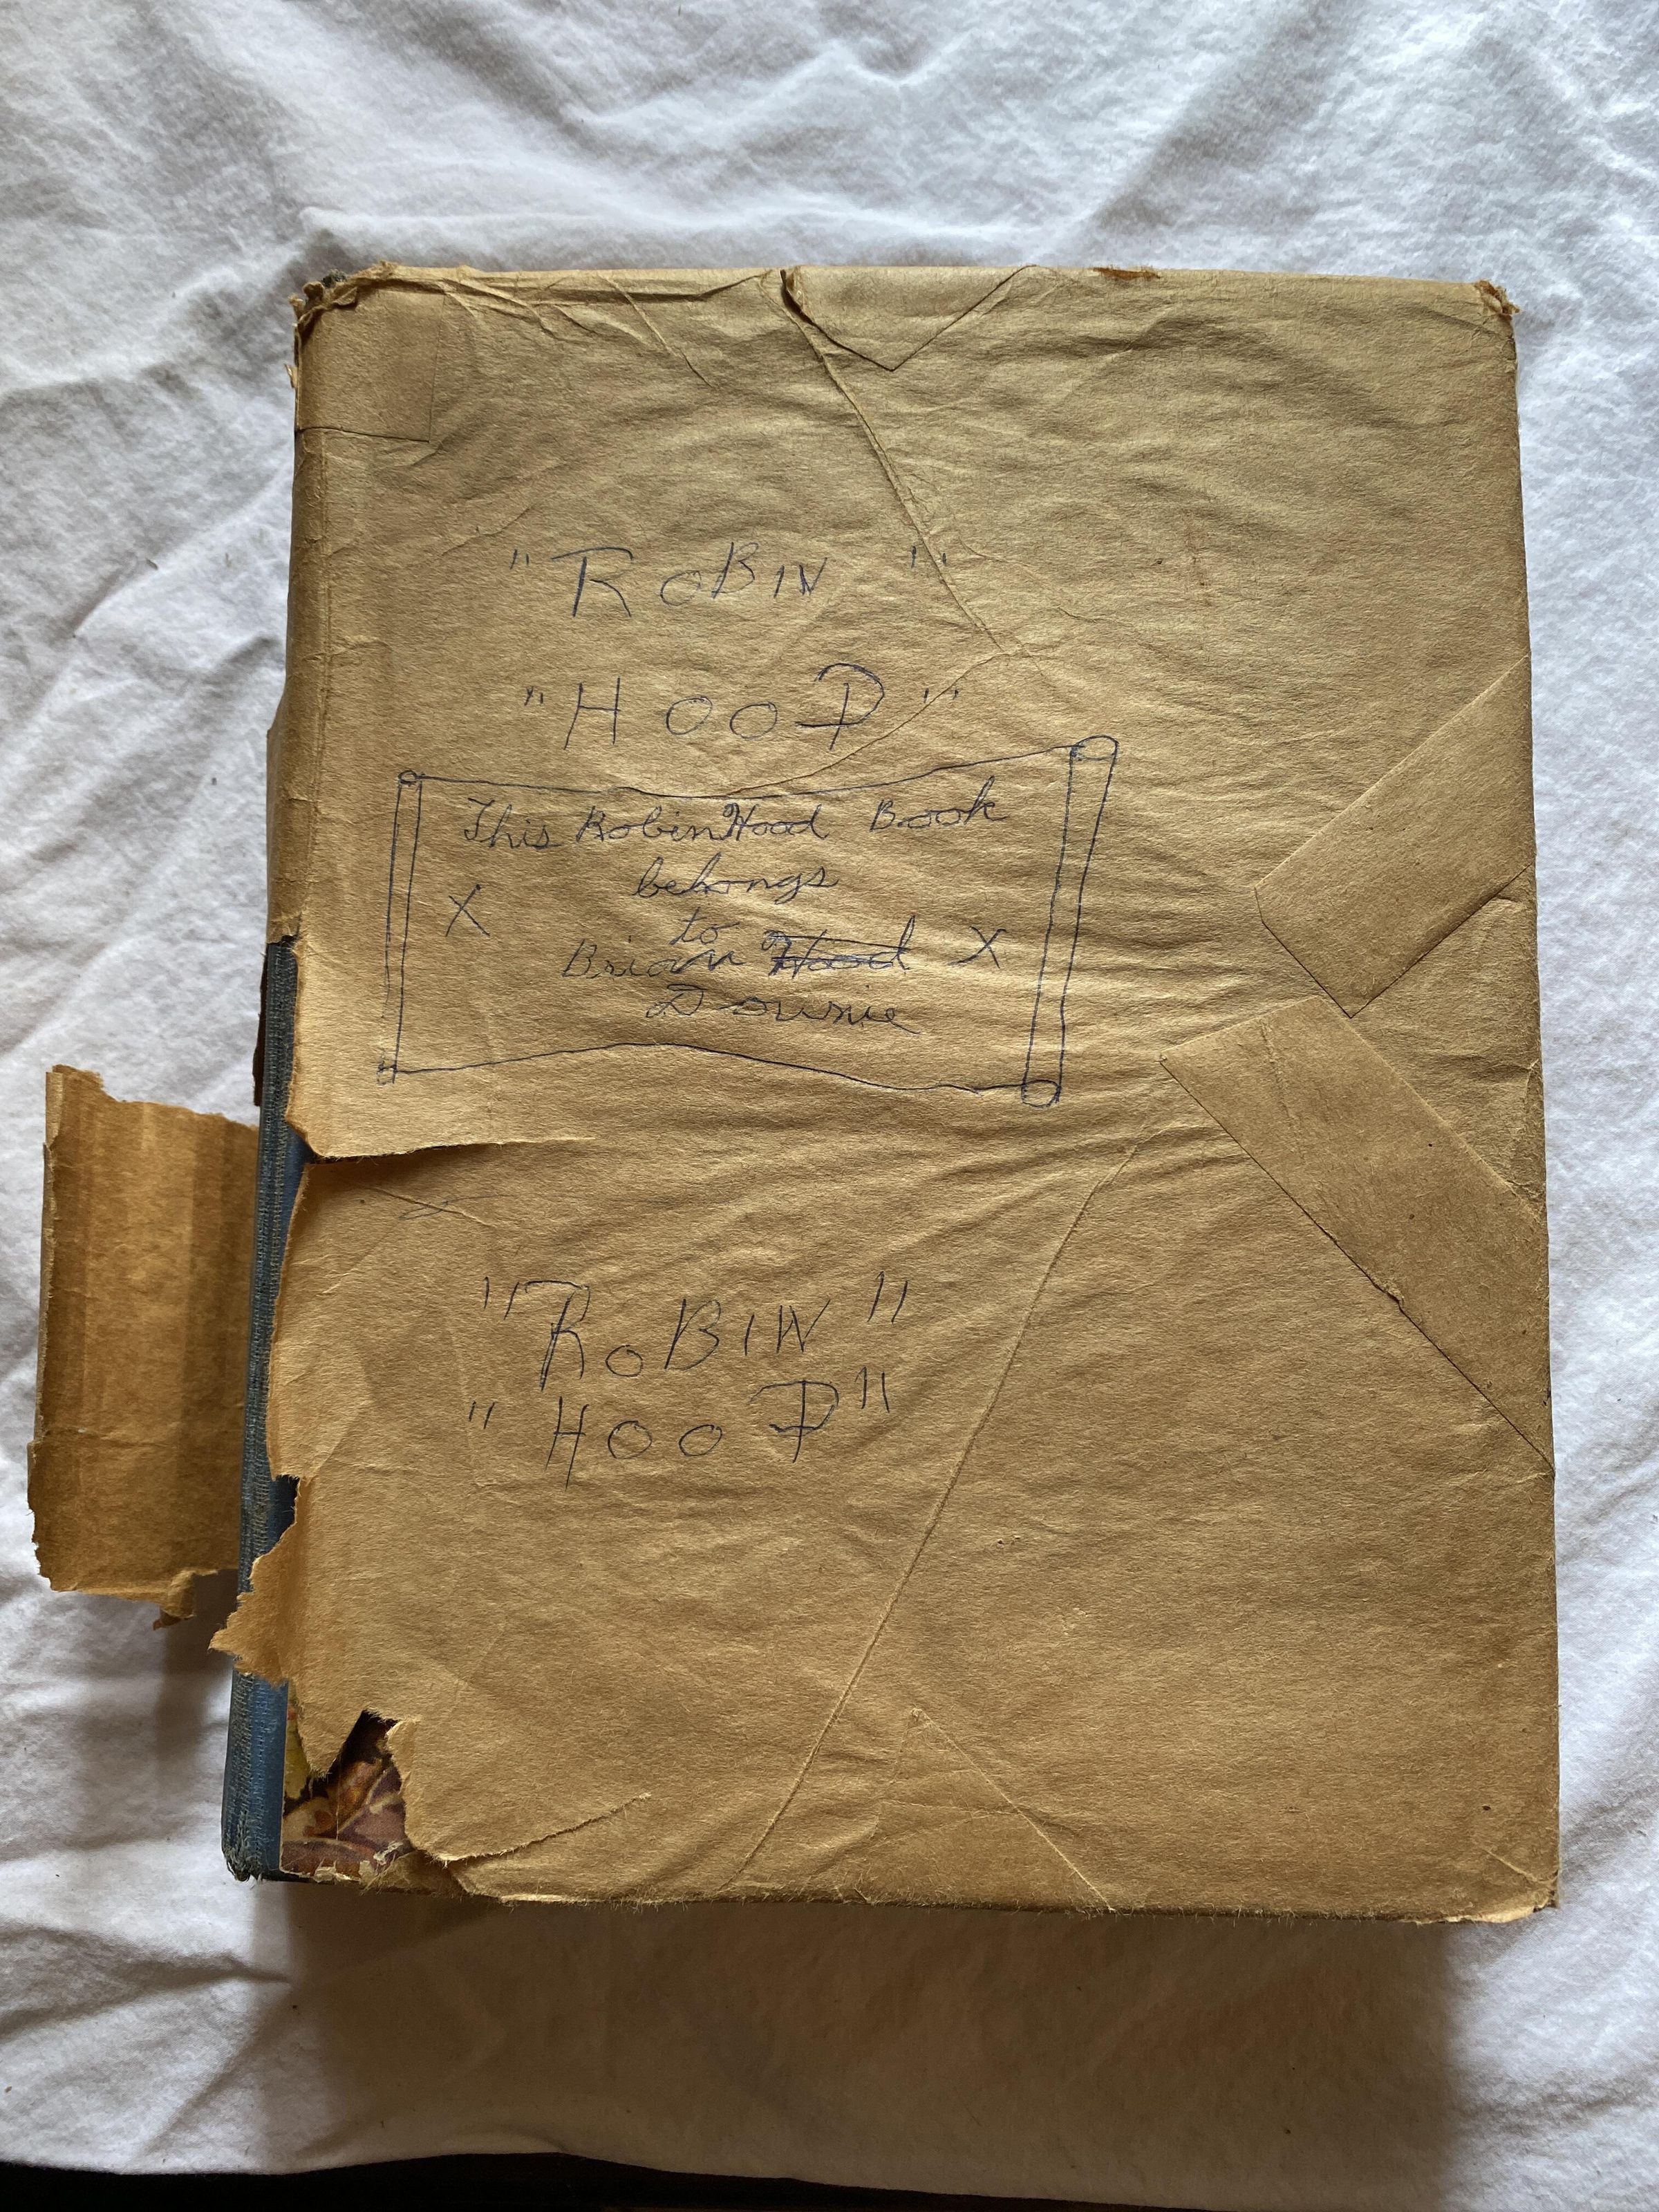 "ROBIN"
"HOOD"
This Robin Hood Book
belongs
X
to
Brian Hood X
Downie
"ROBIN"
"HOOD"